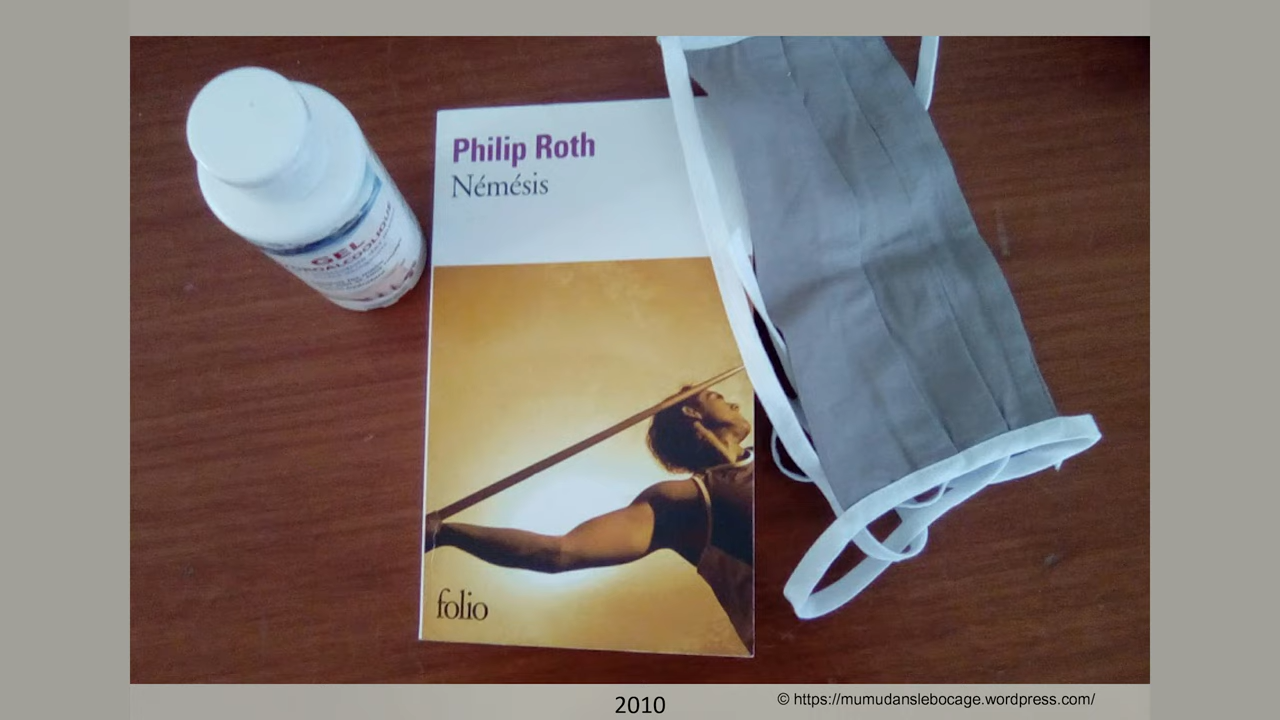 GEL
Philip Roth
Némésis
folio
2010
© https://mumudanslebocage.wordpress.com/